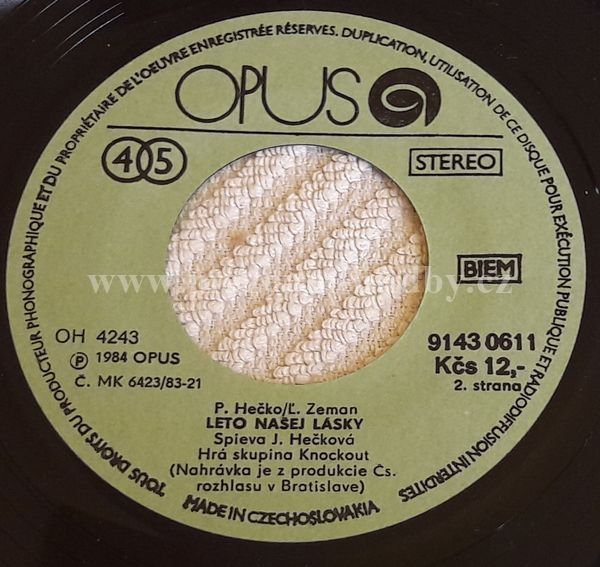 TOUS DROITS DU PRODUCTEUR PHONOGRAPHIQUE ET DU PROPRIÉTAIRE DE L'OEUVRE ENREGISTRÉE RÉSERVES. DUPLICATION, UTILISATION DE CE DISQUE POUR EXÉCUTION PUBLIQUE ET RADIODIFFUSION INTERDITES
OPUS
45
STEREO
BIEM
OH 4243
℗ 1984 OPUS
Č. MK 6423/83-21
9143 0611
Kčs 12,-
2. strana
P. Hečko/Ľ. Zeman
LETO NAŠEJ LÁSKY
Spieva J. Hečková
Hrá skupina Knockout
(Nahrávka je z produkcie Čs.
rozhlasu v Bratislave)
MADE IN CZECHOSLOVAKIA